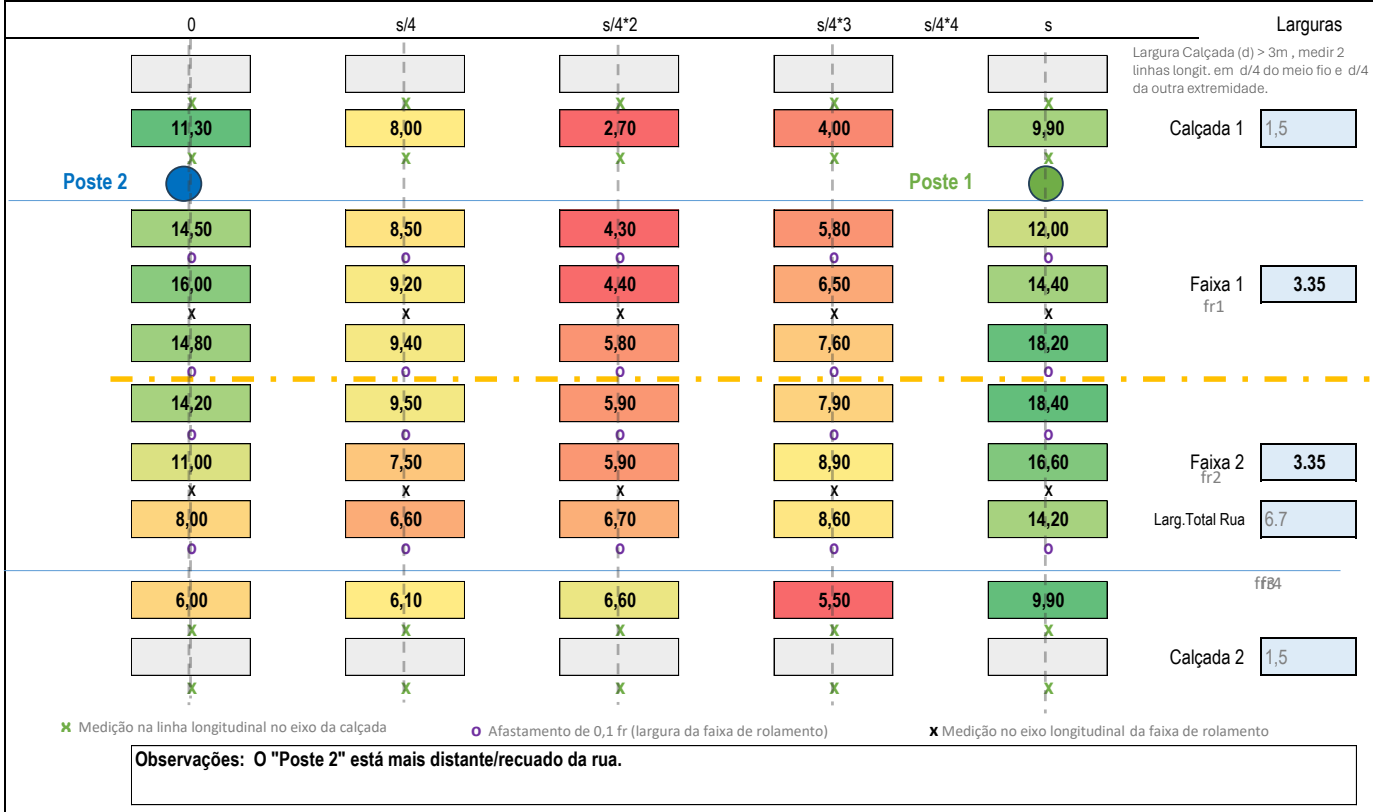 0 s/4 s/4*2 s/4*3 s/4*4 s Larguras
Largura Calçada (d) > 3m , medir 2
linhas longit. em d/4 do meio fio e d/4
da outra extremidade.
x x x x x
11,30 8,00 2,70 4,00 9,90 Calçada 1 1,5
x x x x x
Poste 2 Poste 1
14,50 8,50 4,30 5,80 12,00
o o o o o
16,00 9,20 4,40 6,50 14,40 Faixa 1 3.35
fr1
x x x x x
14,80 9,40 5,80 7,60 18,20
o o o o o
14,20 9,50 5,90 7,90 18,40
o o o o o
11,00 7,50 5,90 8,90 16,60 Faixa 2 3.35
fr2
x x x x x
8,00 6,60 6,70 8,60 14,20 Larg.Total Rua 6.7
o o o o o
6,00 6,10 6,60 5,50 9,90
x x x x x
Calçada 2 1,5
x x x x x
x Medição na linha longitudinal no eixo da calçada o Afastamento de 0,1 fr (largura da faixa de rolamento) x Medição no eixo longitudinal da faixa de rolamento
Observações: O "Poste 2" está mais distante/recuado da rua.